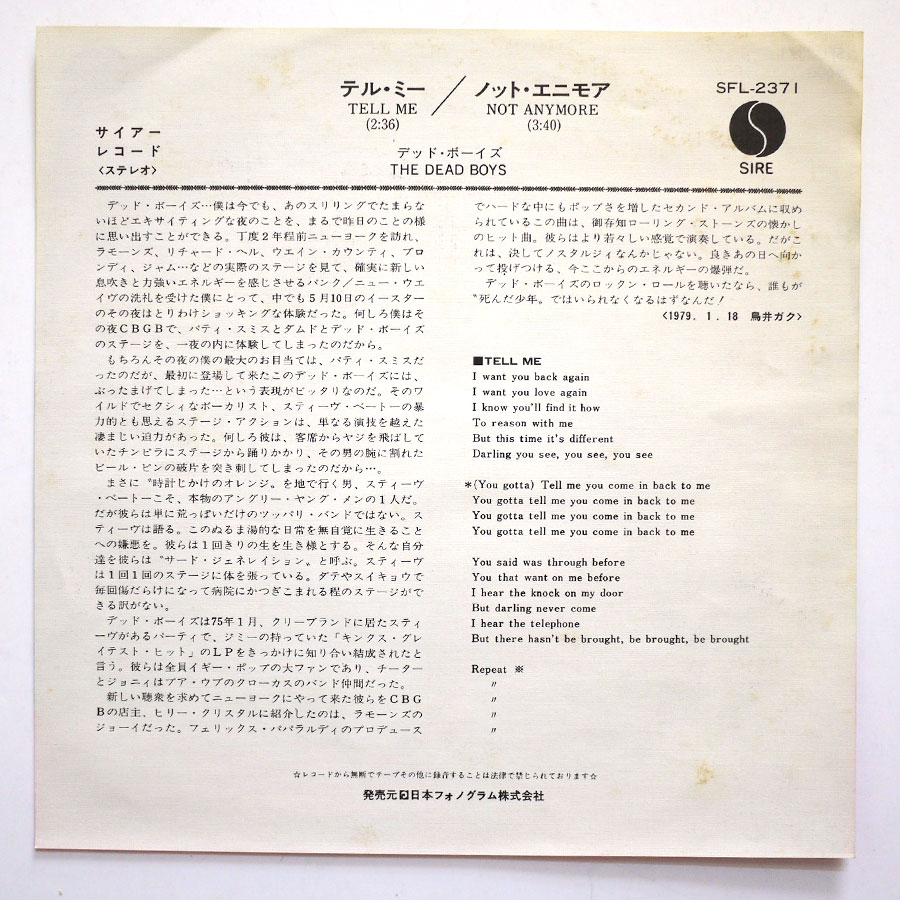 テル・ミー／ノット・エニモア
TELL ME NOT ANYMORE
(2:36) (3:40)
SFL-2371
SIRE
サイアー
レコード
<ステレオ>
デッド・ボーイズ
THE DEAD BOYS
デッド・ボーイズ…僕は今でも、あのスリリングでたまらな
いほどエキサイティングな夜のことを、まるで昨日のことの様
に思い出すことができる。丁度2年程前ニューヨークを訪れ、
ラモーンズ、リチャード・ヘル、ウエイン・カウンティ、ブロ
ンディ、ジャム…などの実際のステージを見て、確実に新しい
息吹きと力強いエネルギーを感じさせるパンク/ニュー・ウエ
イヴの洗礼を受けた僕にとって、中でも5月10日のイースター
のその夜はとりわけショッキングな体験だった。何しろ僕はそ
の夜CBGBで、パティ・スミスとダムドとデッド・ボーイズ
のステージを、一夜の内に体験してしまったのだから。
もちろんその夜の僕の最大のお目当ては、パティ・スミスだ
ったのだが、最初に登場して来たこのデッド・ボーイズには、
ぶったまげてしまった…という表現がピッタリなのだ。そのワ
イルドでセクシィなボーカリスト、スティーヴ・ベートーの暴
力的とも思えるステージ・アクションは、単なる演技を越えた
凄まじい迫力があった。何しろ彼は、客席からヤジを飛ばして
いたチンピラにステージから踊りかかり、その男の腕に割れた
ビール・ビンの破片を突き刺してしまったのだから…。
まさに〝時計じかけのオレンジ〟を地で行く男、スティーヴ
・ベートーこそ、本物のアングリー・ヤング・メンの1人だ。
だが彼らは単に荒っぽいだけのツッパリ・バンドではない。ス
ティーヴは語る。このぬるま湯的な日常を無自覚に生きること
への嫌悪を。彼らは1回きりの生を生き様とする。そんな自分
達を彼らは〝サード・ジェネレイション〟と呼ぶ。スティーヴ
は1回1回のステージに体を張っている。ダテやスイキョウで
毎回傷だらけになって病院にかつぎこまれる程のステージがで
きる訳がない。
デッド・ボーイズは75年1月、クリーブランドに居たスティ
ーヴがあるパーティで、ジミーの持っていた「キンクス・グレ
イテスト・ヒット」のLPをきっかけに知り合い結成されたと
言う。彼らは全員イギー・ポップの大ファンであり、チーター
とジョニィはプア・ウブのクローカスのバンド仲間だった。
新しい聴衆を求めてニューヨークにやって来た彼らをCBG
Bの店主、ヒリー・クリスタルに紹介したのは、ラモーンズの
ジョーイだった。フェリックス・パパラルディのプロデュース
でハードな中にもポップさを増したセカンド・アルバムに収め
られているこの曲は、御存知ローリング・ストーンズの懐かし
のヒット曲。彼らはより若々しい感覚で演奏している。だがこ
れは、決してノスタルジィなんかじゃない。良きあの日へ向か
って投げつける、今ここからのエネルギーの爆弾だ。
デッド・ボーイズのロックン・ロールを聴いたなら、誰もが
〝死んだ少年〟ではいられなくなるはずなんだ！
<1979. 1. 18 鳥井ガク>
■TELL ME
I want you back again
I want you love again
I know you'll find it how
To reason with me
But this time it's different
Darling you see, you see, you see
*(You gotta) Tell me you come in back to me
You gotta tell me you come in back to me
You gotta tell me you come in back to me
You gotta tell me you come in back to me
You said was through before
You that want on me before
I hear the knock on my door
But darling never come
I hear the telephone
But there hasn't be brought, be brought, be brought
Repeat ※
〃
〃
〃
〃
☆レコードから無断でテープその他に録音することは法律で禁じられております☆
発売元 日本フォノグラム株式会社